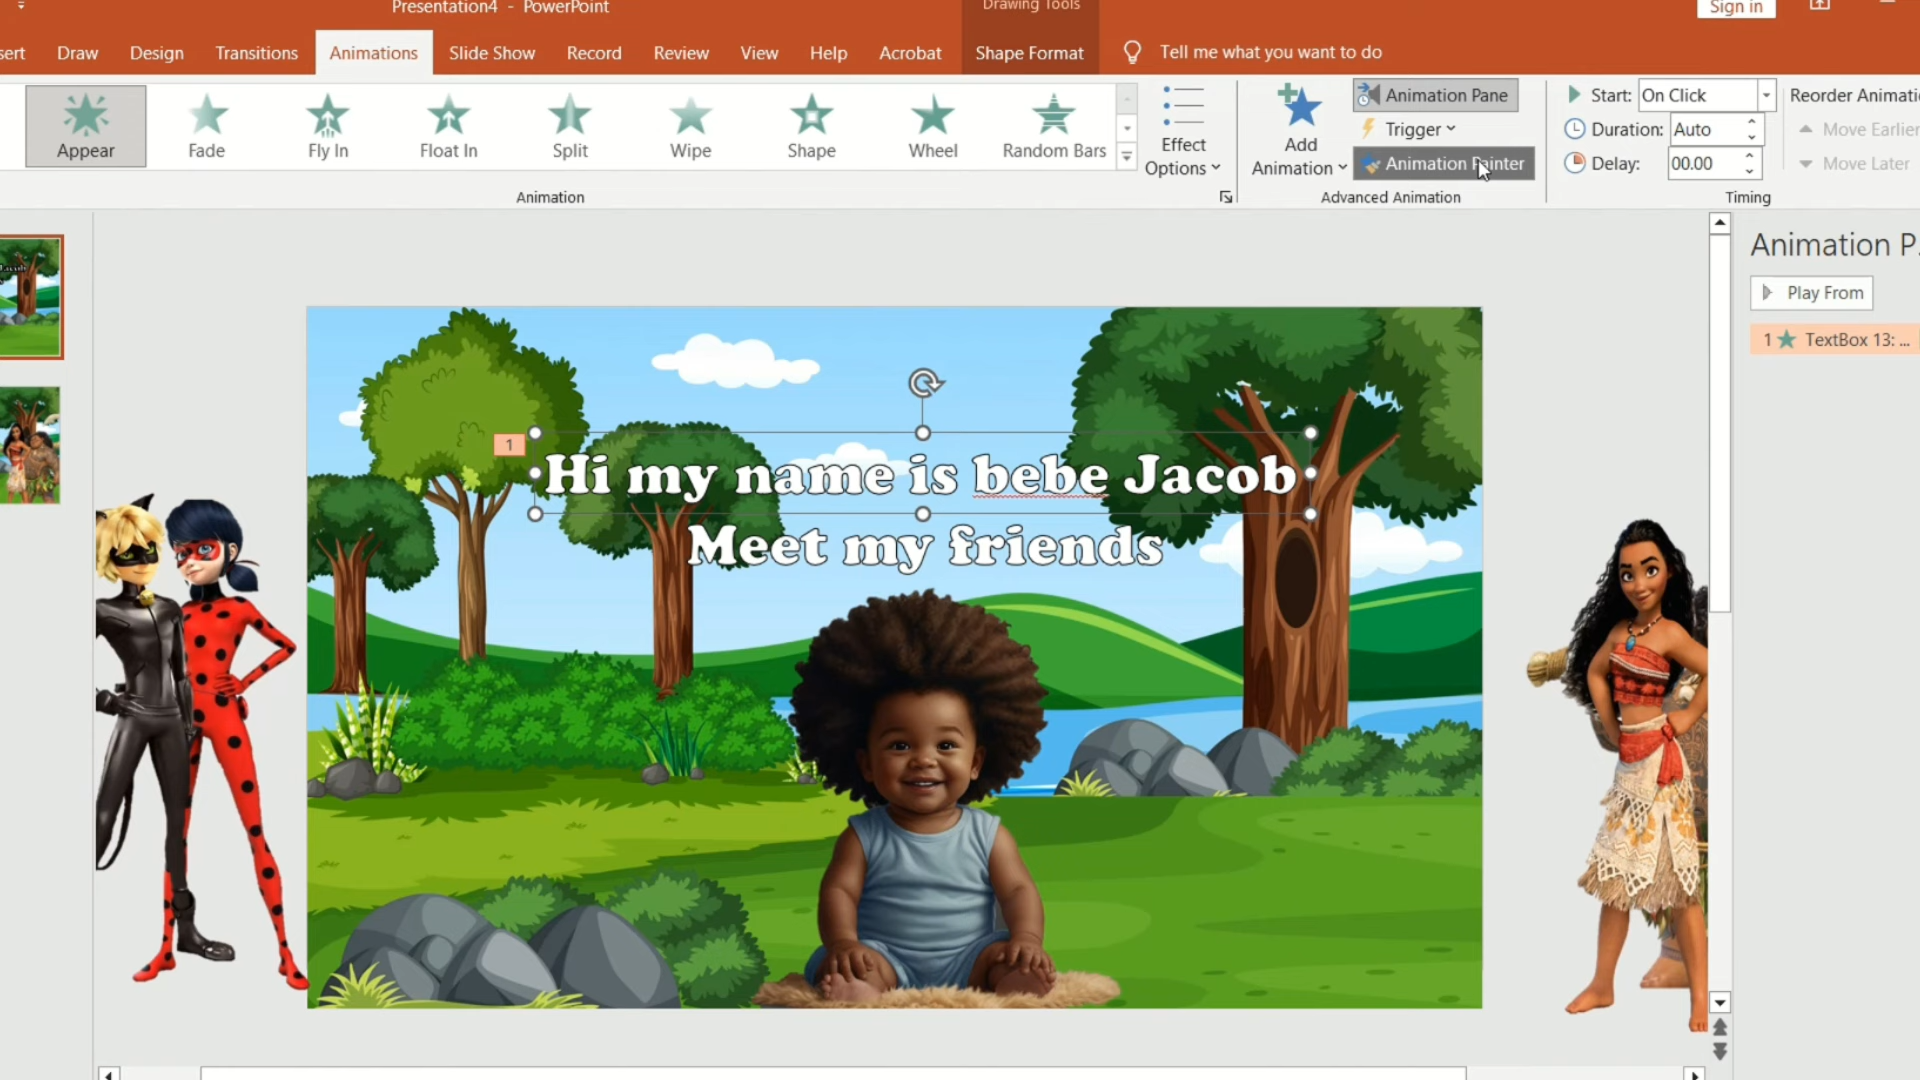 Presentation4 - PowerPoint
Drawing Tools
Sign in
sert
Draw
Design
Transitions
Animations
Slide Show
Record
Review
View
Help
Acrobat
Shape Format
Tell me what you want to do
Appear
Fade
Fly In
Float In
Split
Wipe
Shape
Wheel
Random Bars
Effect
Options
Add
Animation
Animation Pane
Trigger
Animation Painter
Start: On Click
Duration: Auto
Delay: 00.00
Reorder Animatio
Move Earlier
Move Later
Animation
Advanced Animation
Timing
Animation P...
Play From
1 TextBox 13: ...
1
Hi my name is bebe Jacob
Meet my friends